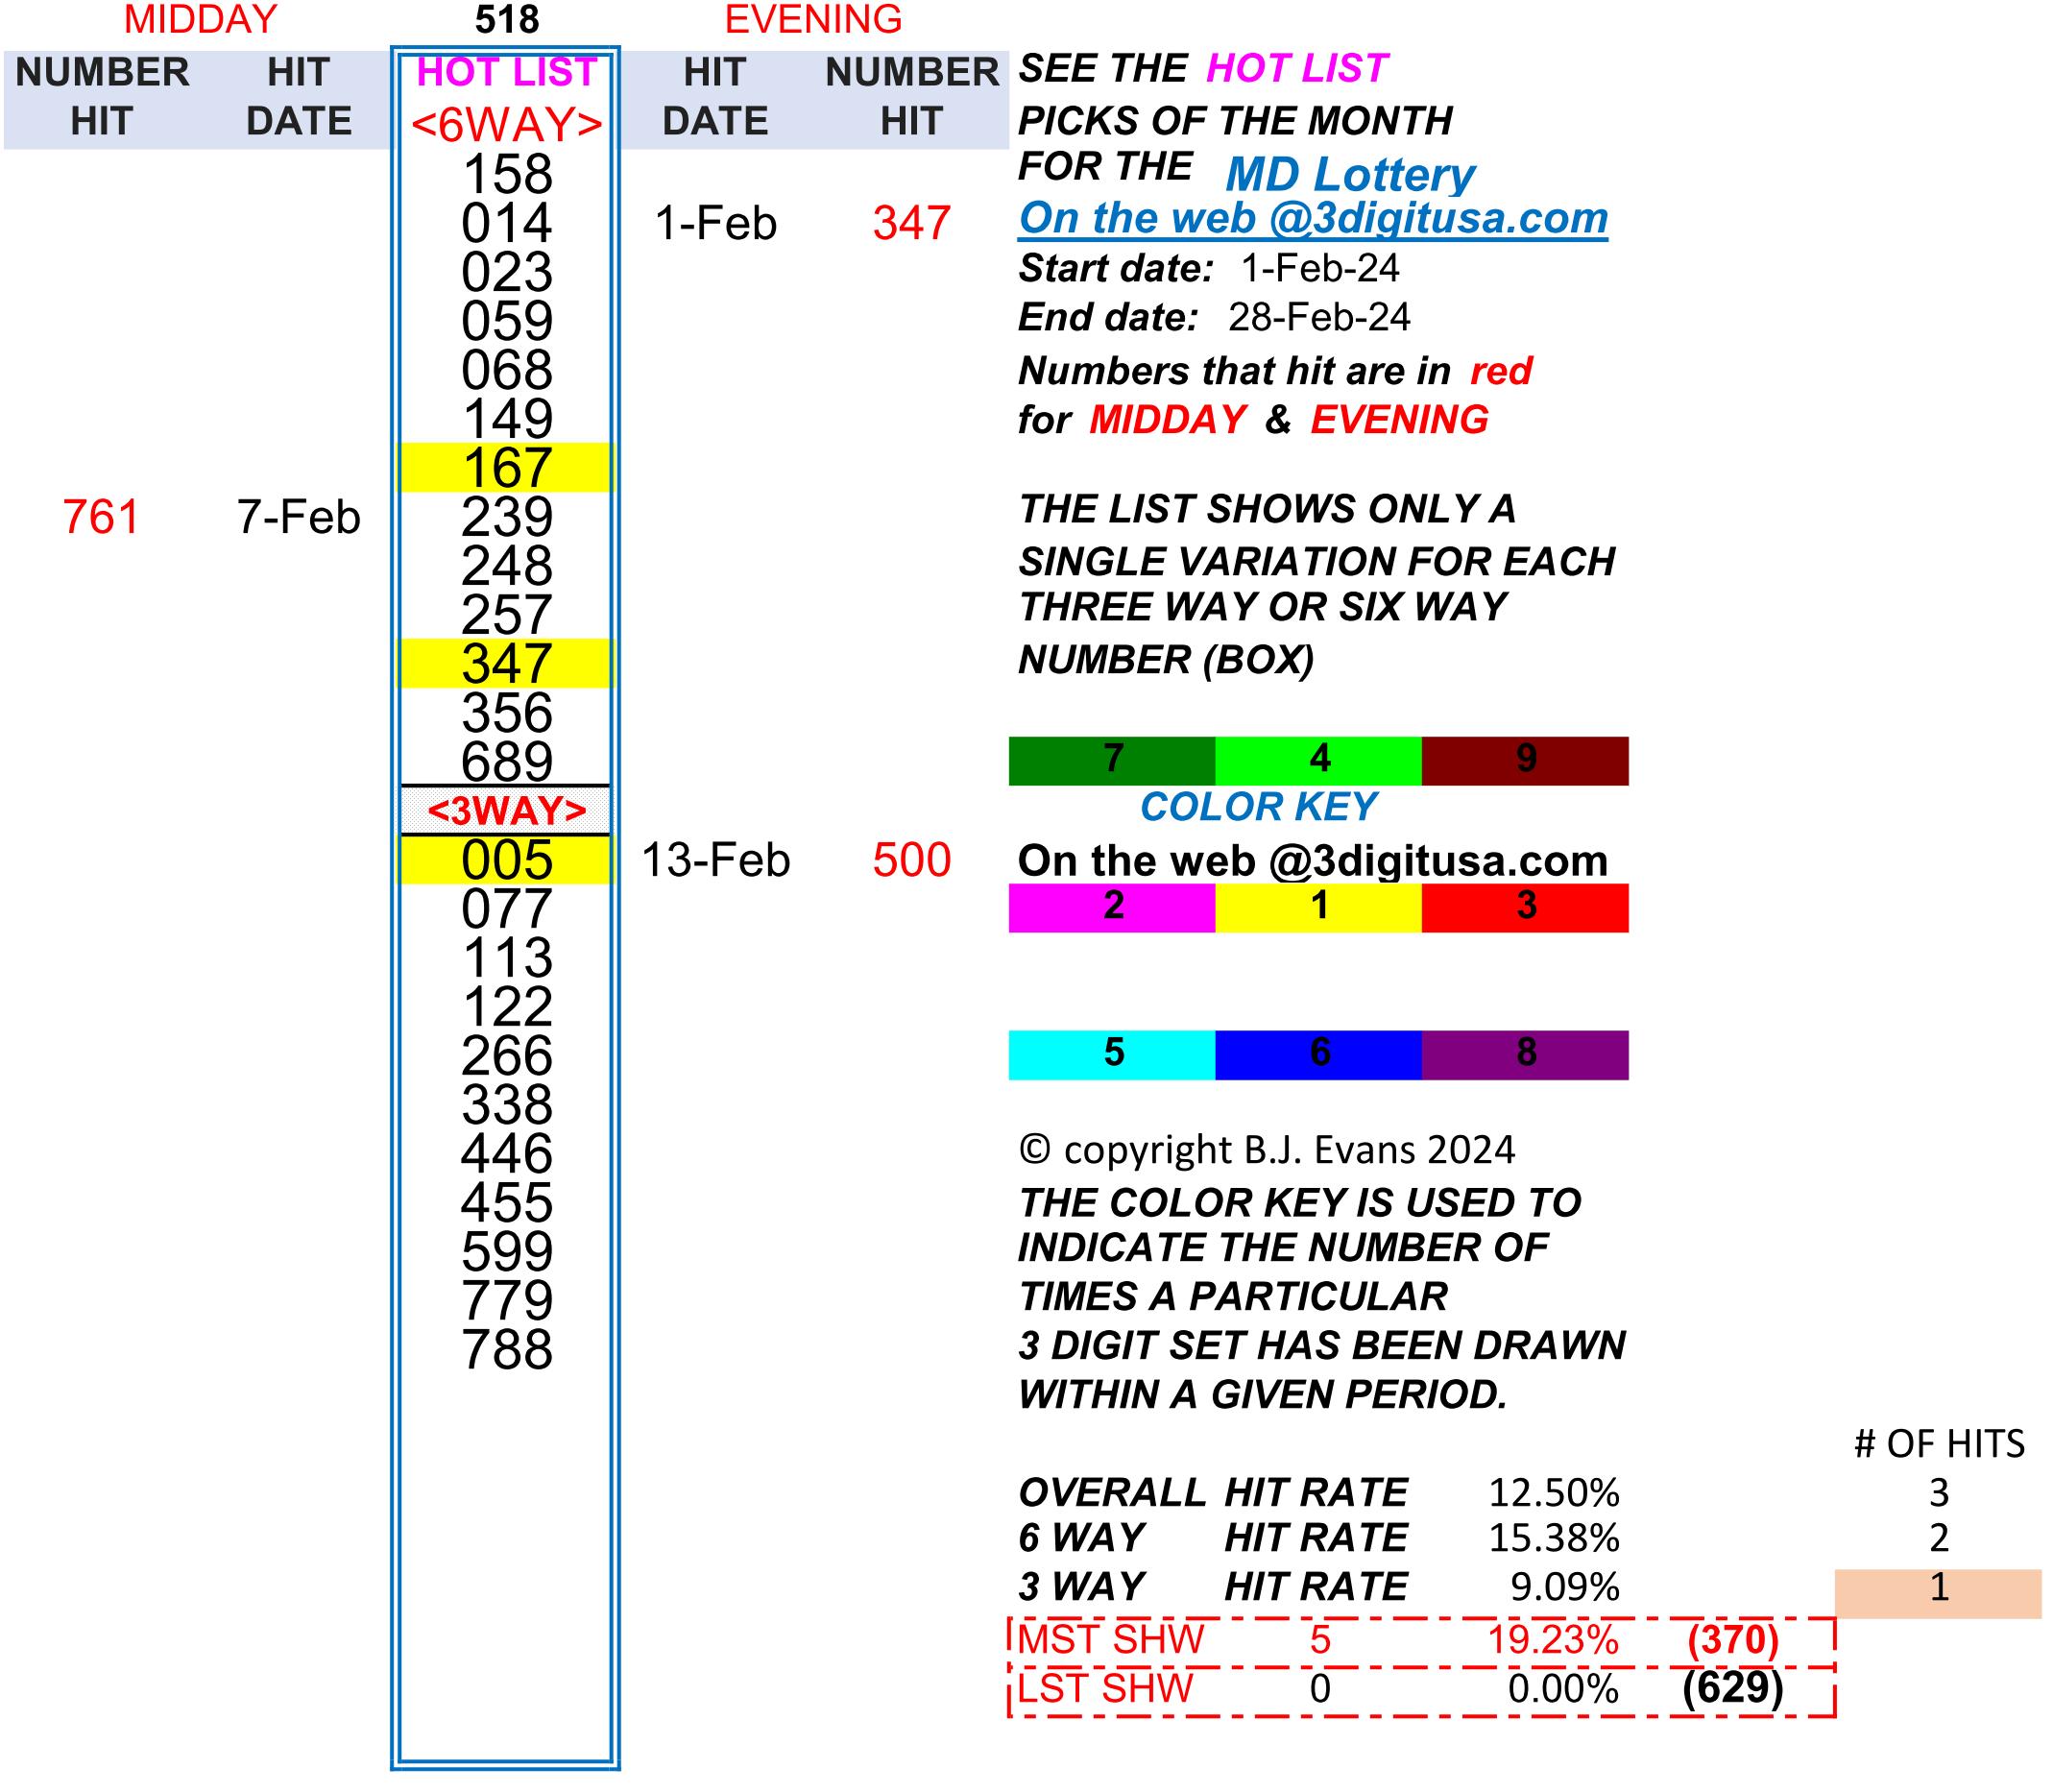 MIDDAY 518 EVENING
NUMBER HIT HOT LIST HIT NUMBER SEE THE HOT LIST
HIT DATE <6WAY> DATE HIT PICKS OF THE MONTH
158 FOR THE MD Lottery
014 1-Feb 347 On the web @3digitusa.com
023 Start date: 1-Feb-24
059 End date: 28-Feb-24
068 Numbers that hit are in red
149 for MIDDAY & EVENING
167
761 7-Feb 239 THE LIST SHOWS ONLY A
248 SINGLE VARIATION FOR EACH
257 THREE WAY OR SIX WAY
347 NUMBER (BOX)
356
689 7 4 9
<3WAY> COLOR KEY
005 13-Feb 500 On the web @3digitusa.com
077 2 1 3
113
122
266 5 6 8
338
446 © copyright B.J. Evans 2024
455 THE COLOR KEY IS USED TO
599 INDICATE THE NUMBER OF
779 TIMES A PARTICULAR
788 3 DIGIT SET HAS BEEN DRAWN
WITHIN A GIVEN PERIOD.
# OF HITS
OVERALL HIT RATE 12.50% 3
6 WAY HIT RATE 15.38% 2
3 WAY HIT RATE 9.09% 1
MST SHW 5 19.23% (370)
LST SHW 0 0.00% (629)